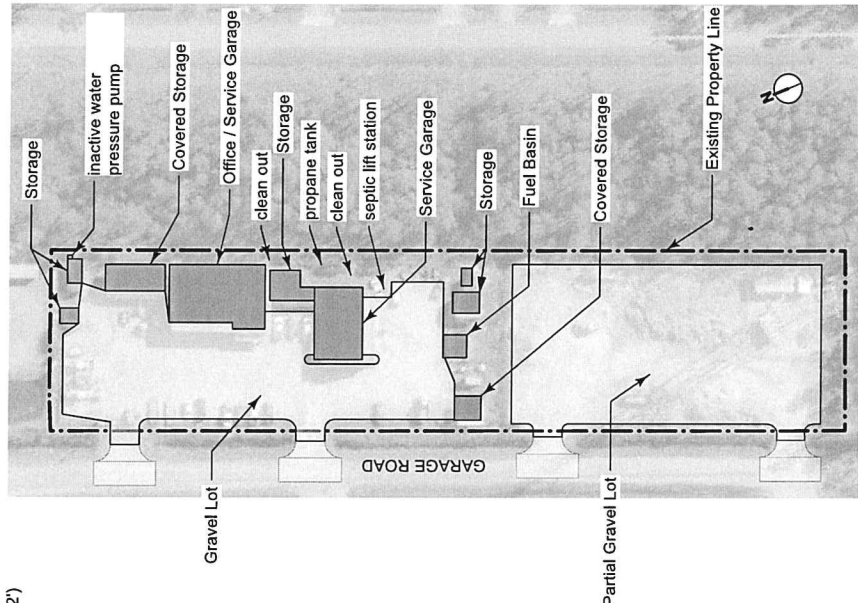 2')
Storage
inactive water
pressure pump
Covered Storage
Office / Service Garage
clean out
Storage
propane tank
clean out
septic lift station
Service Garage
Storage
Fuel Basin
Covered Storage
Existing Property Line
N
Gravel Lot
GARAGE ROAD
Partial Gravel Lot